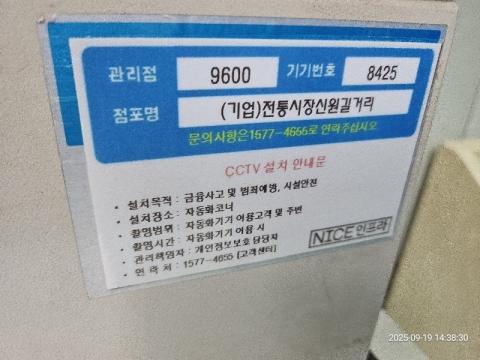 관리점 9600 기기번호 8425
점포명 (기업)전통시장신원길거리
문의사항은1577-4666로 연락주십시오
CCTV 설치 안내문
• 설치목적 : 금융사고 및 범죄예방, 시설안전
• 설치장소 : 자동화코너
• 촬영범위 : 자동화기기 이용고객 및 주변
• 촬영시간 : 자동화기기 이용 시
• 관리책임자 : 개인정보보호 담당자
• 연 락 처 : 1577-4655 [고객센터]
NICE인프라
2025-09-19 14:38:30